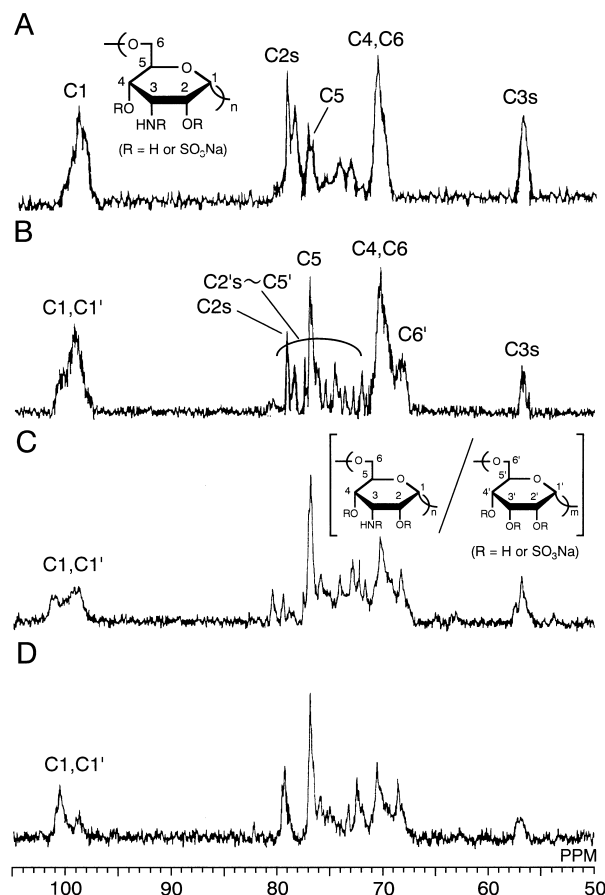 A
C1
O
6
5
O
4
3
2
1
RO
HNR
OR
n
(R = H or SO₃Na)
C2s
C5
C4,C6
C3s
B
C1,C1'
C2's~C5'
C2s
C5
C4,C6
C6'
C3s
C
C1,C1'
O
6
5
O
4
3
2
1
RO
HNR
OR
n
O
6'
5'
O
4'
3'
2'
1'
RO
OR
OR
m
(R = H or SO₃Na)
D
C1,C1'
PPM
100 90 80 70 60 50